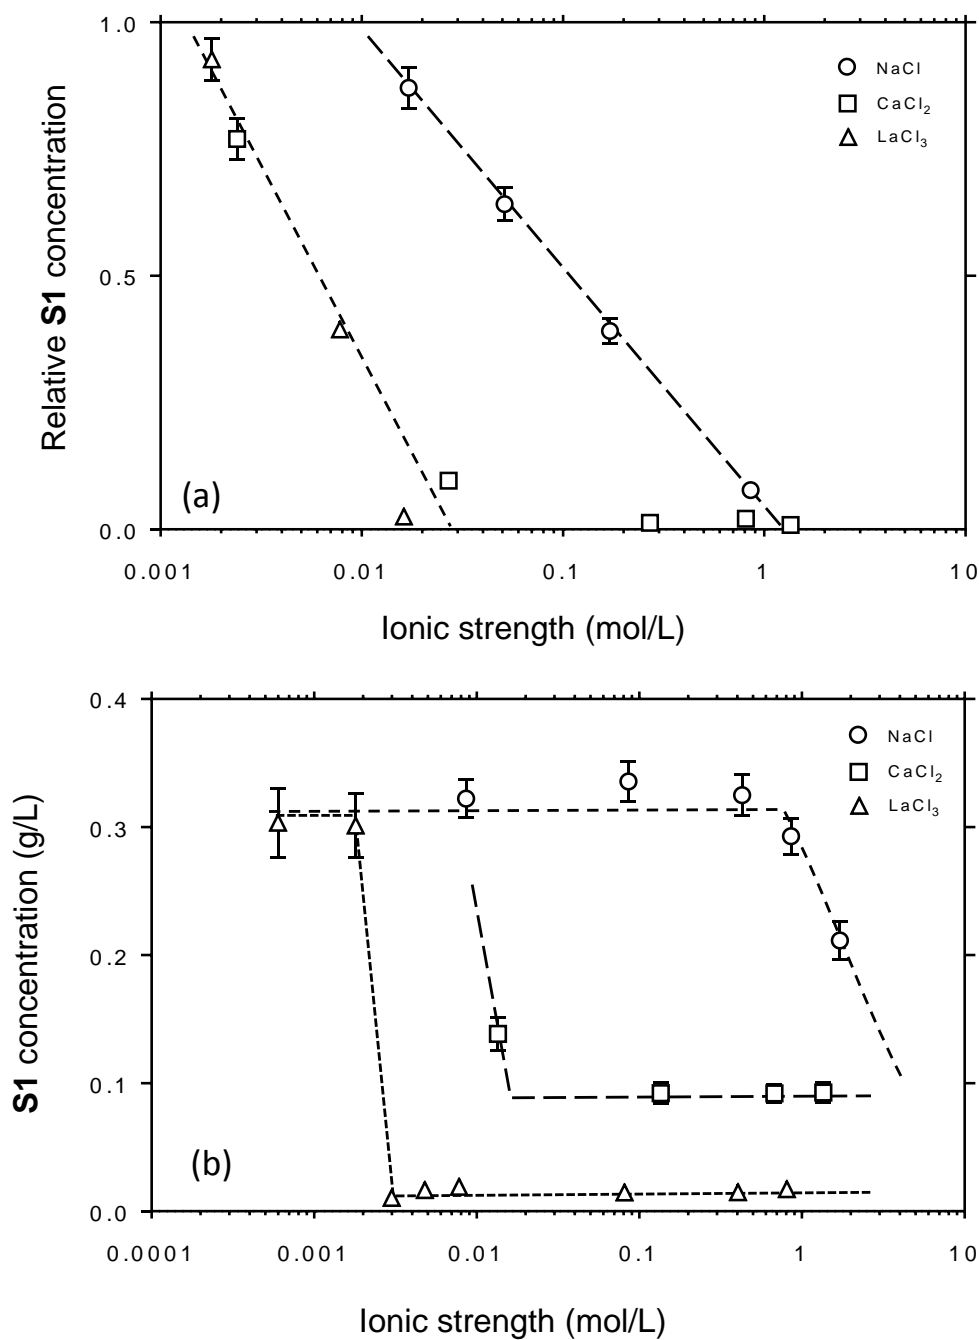 1.0
NaCl
CaCl₂
LaCl₃
Relative S1 concentration
0.5
(a)
0.0
0.001 0.01 0.1 1 10
Ionic strength (mol/L)
0.4
NaCl
CaCl₂
LaCl₃
0.3
S1 concentration (g/L)
0.2
0.1
(b)
0.0
0.0001 0.001 0.01 0.1 1 10
Ionic strength (mol/L)